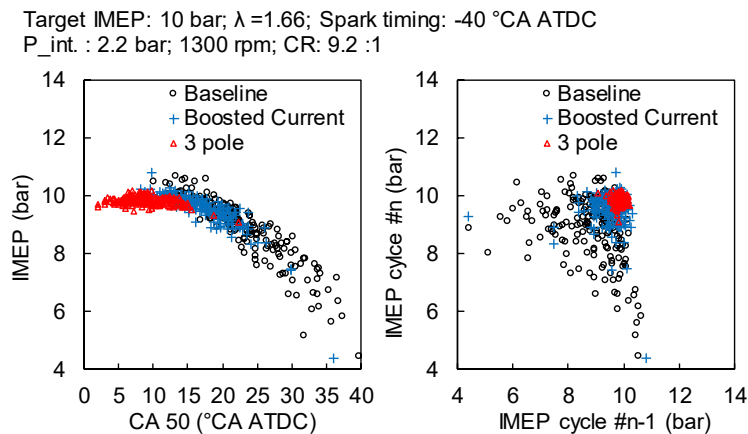 Target IMEP: 10 bar; λ =1.66; Spark timing: -40 °CA ATDC
P_int. : 2.2 bar; 1300 rpm; CR: 9.2 :1
14
12
10
8
6
4
IMEP (bar)
Baseline
Boosted Current
3 pole
0 5 10 15 20 25 30 35 40
CA 50 (°CA ATDC)
14
12
10
8
6
4
IMEP cylce #n (bar)
Baseline
Boosted Current
3 pole
4 6 8 10 12 14
IMEP cycle #n-1 (bar)